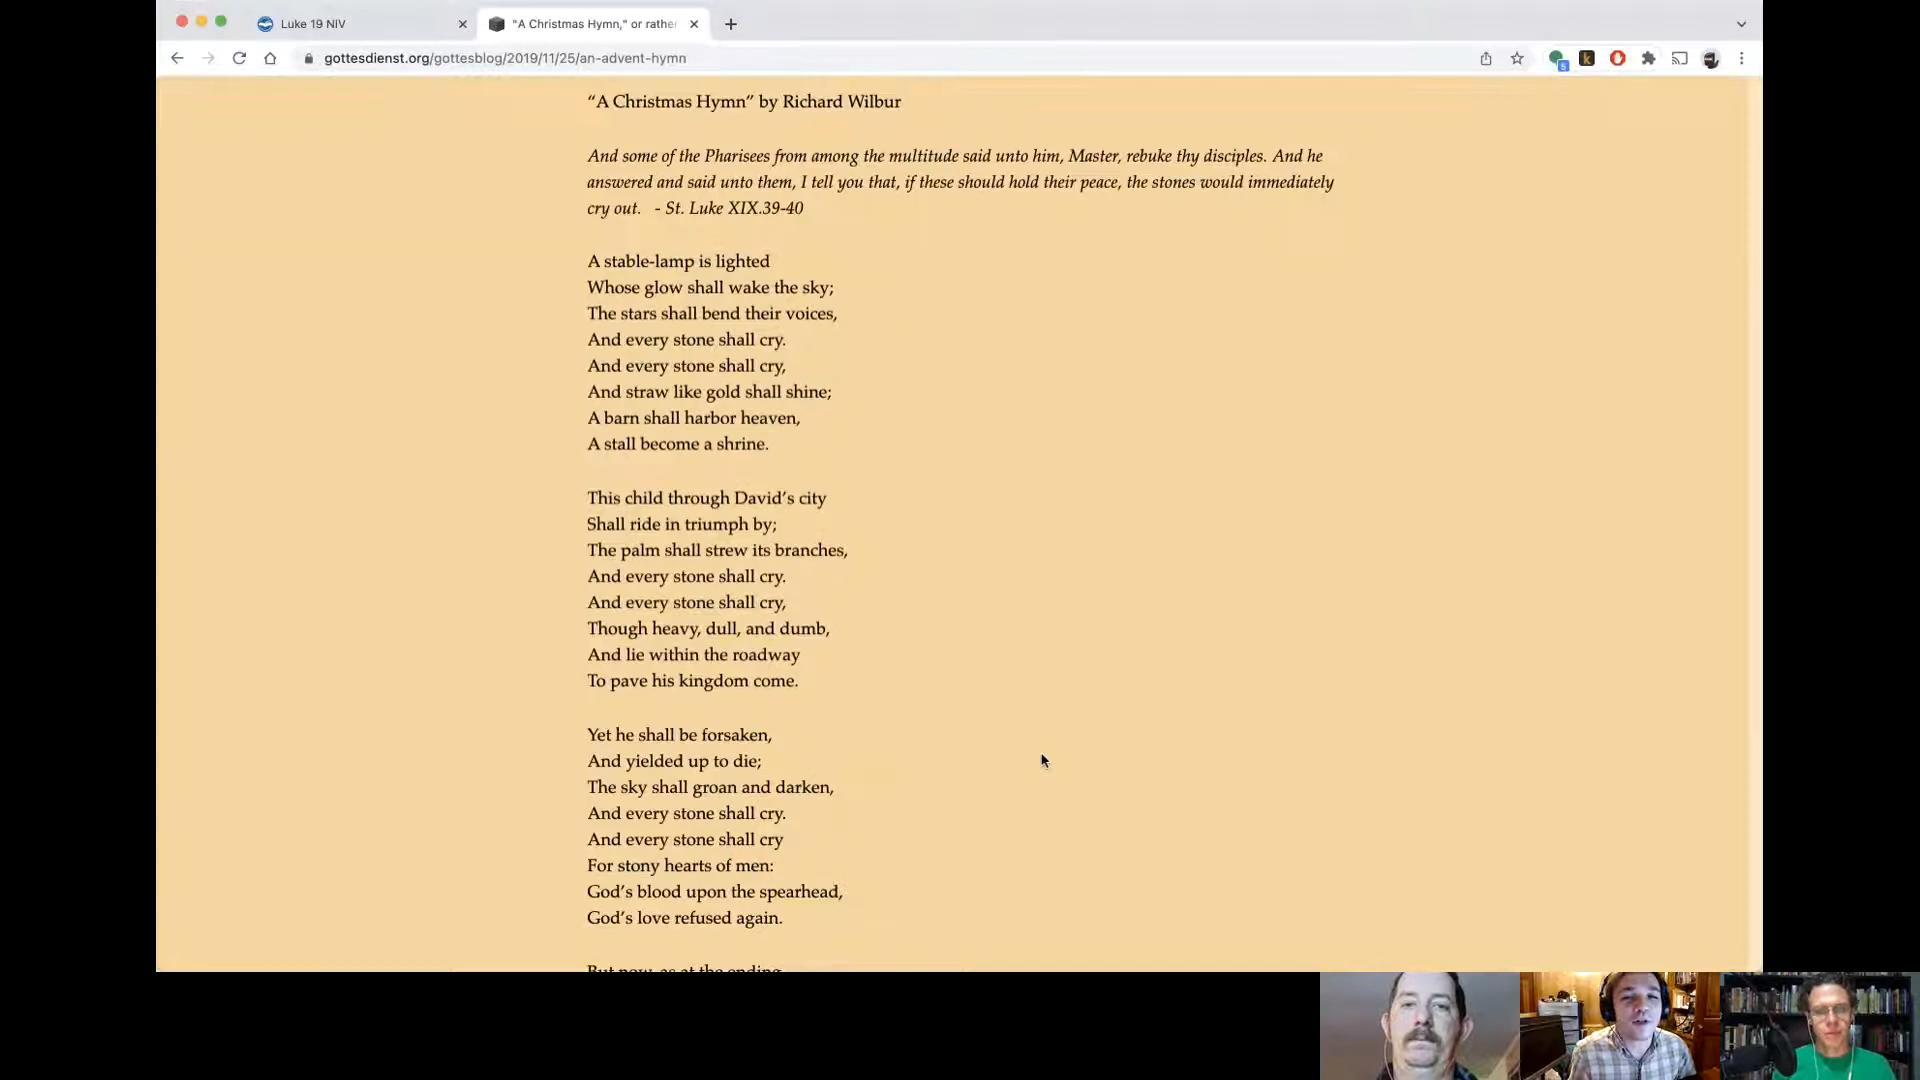 Luke 19 NIV
"A Christmas Hymn," or rathe
gottesdienst.org/gottesblog/2019/11/25/an-advent-hymn
5
k
“A Christmas Hymn” by Richard Wilbur
And some of the Pharisees from among the multitude said unto him, Master, rebuke thy disciples. And he
answered and said unto them, I tell you that, if these should hold their peace, the stones would immediately
cry out.   - St. Luke XIX.39-40
A stable-lamp is lighted
Whose glow shall wake the sky;
The stars shall bend their voices,
And every stone shall cry.
And every stone shall cry,
And straw like gold shall shine;
A barn shall harbor heaven,
A stall become a shrine.
This child through David’s city
Shall ride in triumph by;
The palm shall strew its branches,
And every stone shall cry.
And every stone shall cry,
Though heavy, dull, and dumb,
And lie within the roadway
To pave his kingdom come.
Yet he shall be forsaken,
And yielded up to die;
The sky shall groan and darken,
And every stone shall cry.
And every stone shall cry
For stony hearts of men:
God’s blood upon the spearhead,
God’s love refused again.
But now, as at the ending